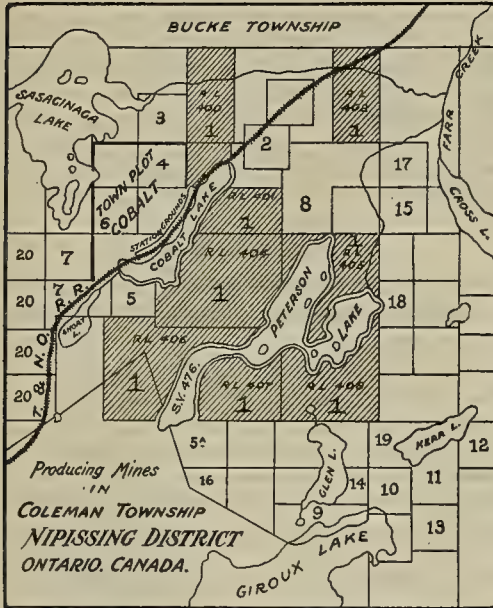 BUCKE TOWNSHIP
SASAGINAGA
LAKE
FARR
CREEK
CROSS L.
R L
400
1
R L
402
1
3
4
2
17
TOWN PLOT
6 COBALT
STATION GROUNDS
COBALT LAKE
R L 401
1
8
15
20
7
R L 404
1
PETERSON
LAKE
1
20
7
5
18
T. & N. O. R. R.
SHORT
L.
20
R L 406
1
S.V. 476.
R L 407
1
R L 408
1
20
5A
19
KERR L.
12
16
GLEN L.
14
10
11
9
13
Producing Mines
IN
COLEMAN TOWNSHIP
NIPISSING DISTRICT
ONTARIO. CANADA.
GIROUX LAKE